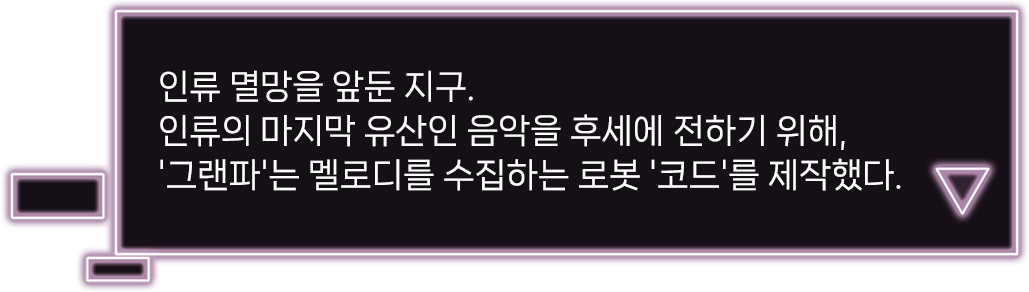 인류 멸망을 앞둔 지구.
인류의 마지막 유산인 음악을 후세에 전하기 위해,
'그랜파'는 멜로디를 수집하는 로봇 '코드'를 제작했다.